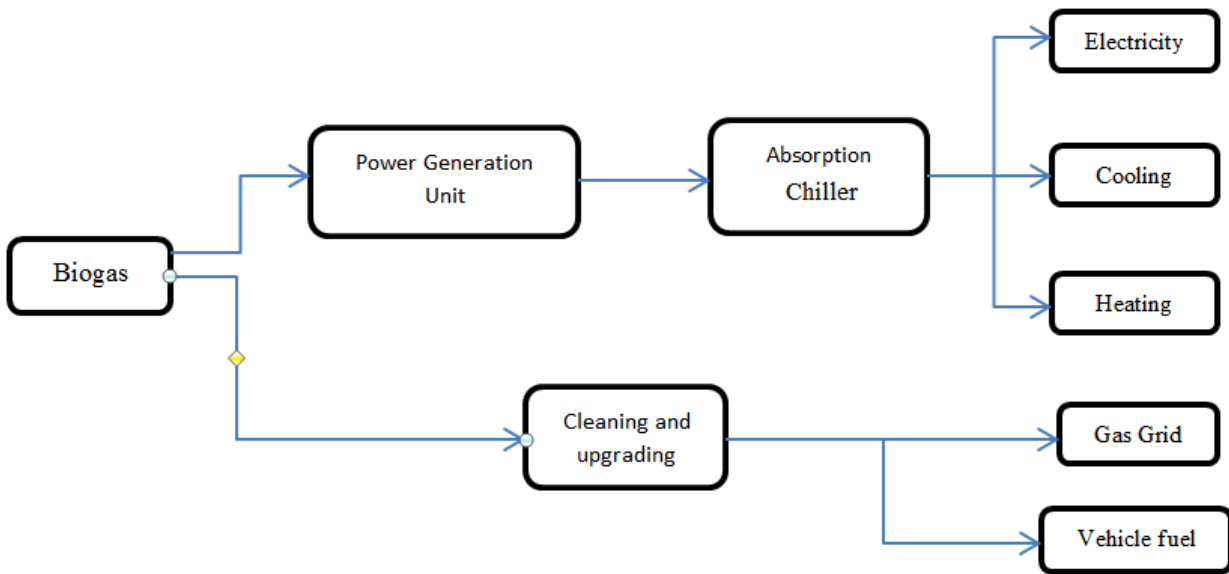 Electricity
Power Generation
Unit
Absorption
Chiller
Cooling
Biogas
Heating
Cleaning and
upgrading
Gas Grid
Vehicle fuel